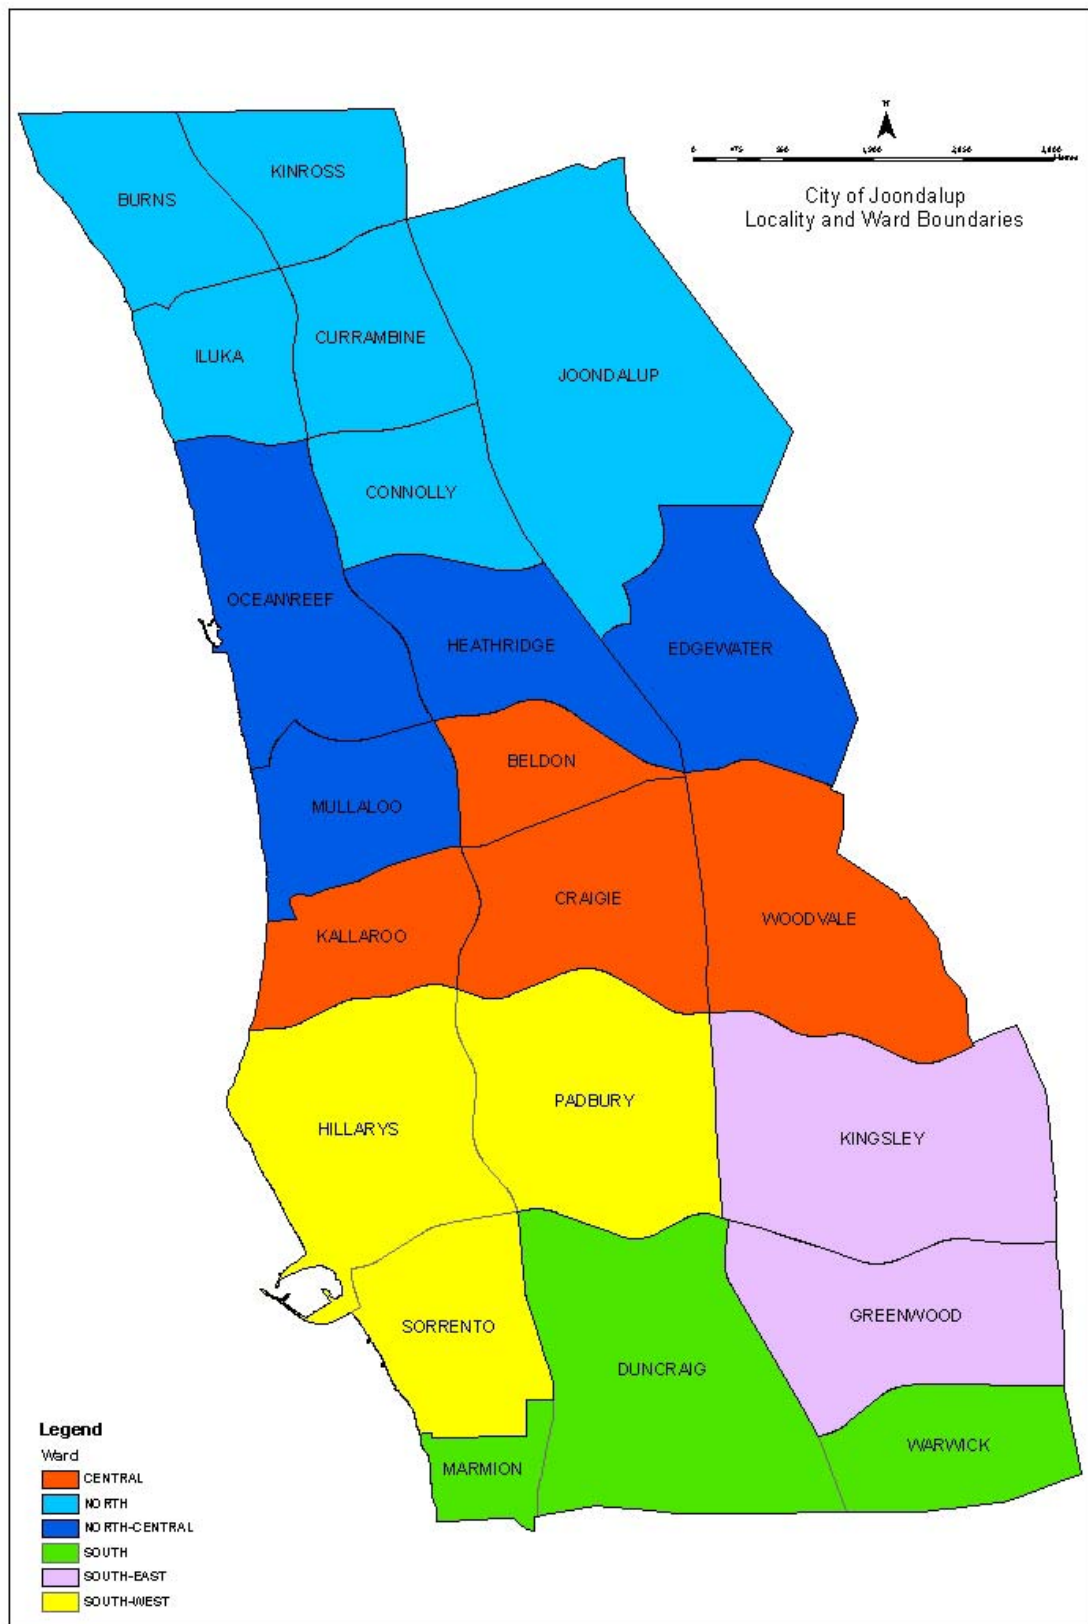 N
City of Joondalup
Locality and Ward Boundaries
KINROSS
BURNS
CURRAMBINE
ILUKA
JOONDALUP
CONNOLLY
OCEAN REEF
HEATHRIDGE
EDGEWATER
BELDON
MULLALOO
CRAIGIE
WOODVALE
KALLAROO
PADBURY
HILLARYS
KINGSLEY
GREENWOOD
SORRENTO
DUNCRAIG
WARWICK
MARMION
Legend
Ward
CENTRAL
NORTH
NORTH-CENTRAL
SOUTH
SOUTH-EAST
SOUTH-WEST